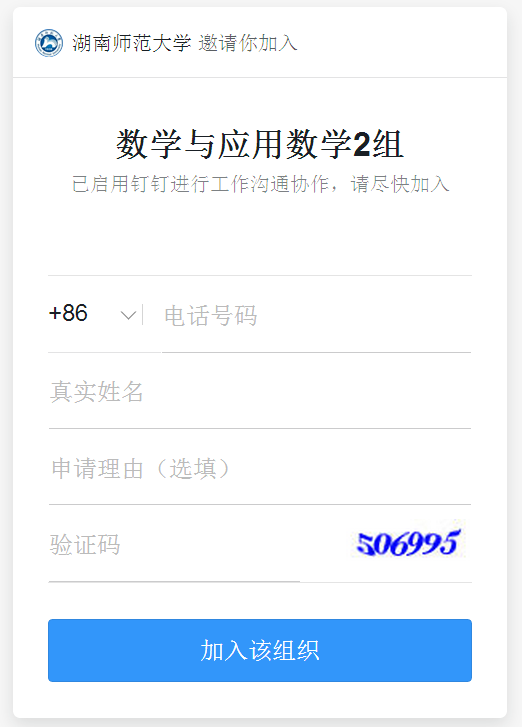 湖南师范大学 邀请你加入
数学与应用数学2组
已启用钉钉进行工作沟通协作，请尽快加入
+86 电话号码
真实姓名
申请理由（选填）
验证码 506995
加入该组织